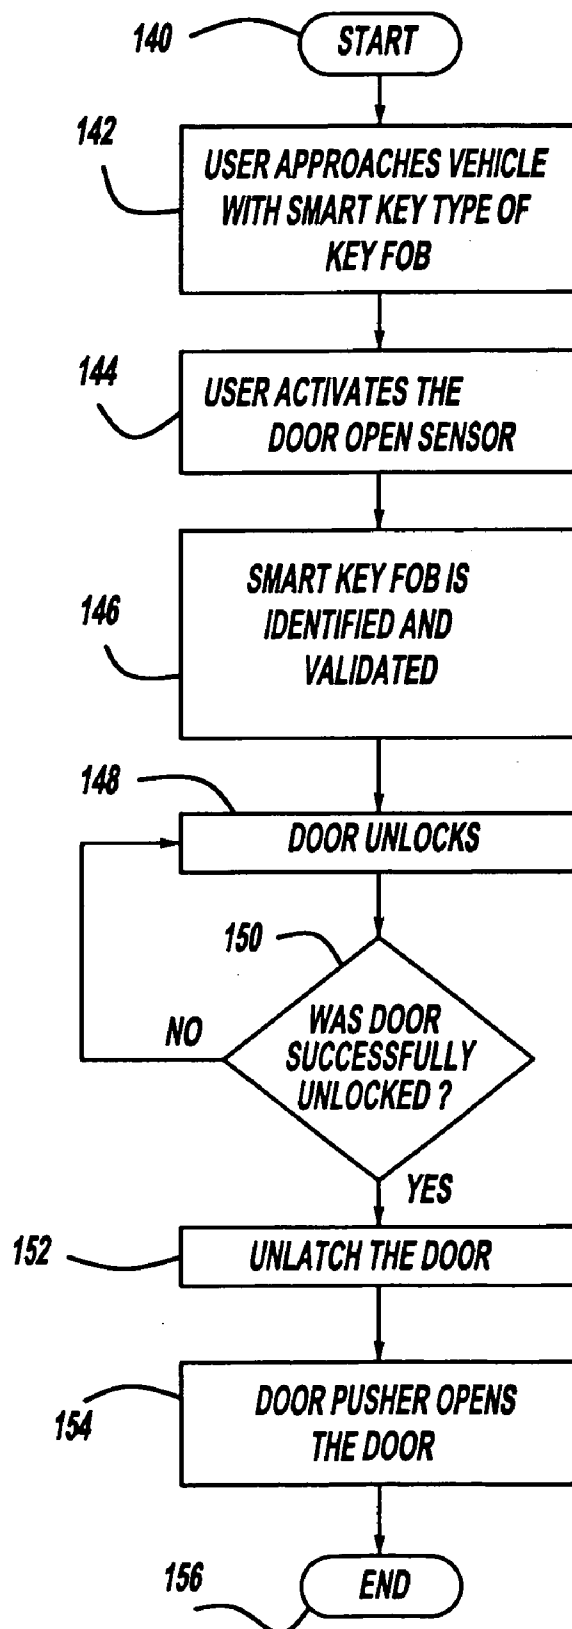 140
START
142
USER APPROACHES VEHICLE
WITH SMART KEY TYPE OF
KEY FOB
144
USER ACTIVATES THE
DOOR OPEN SENSOR
146
SMART KEY FOB IS
IDENTIFIED AND
VALIDATED
148
DOOR UNLOCKS
150
WAS DOOR
SUCCESSFULLY
UNLOCKED ?
NO
YES
152
UNLATCH THE DOOR
154
DOOR PUSHER OPENS
THE DOOR
156
END